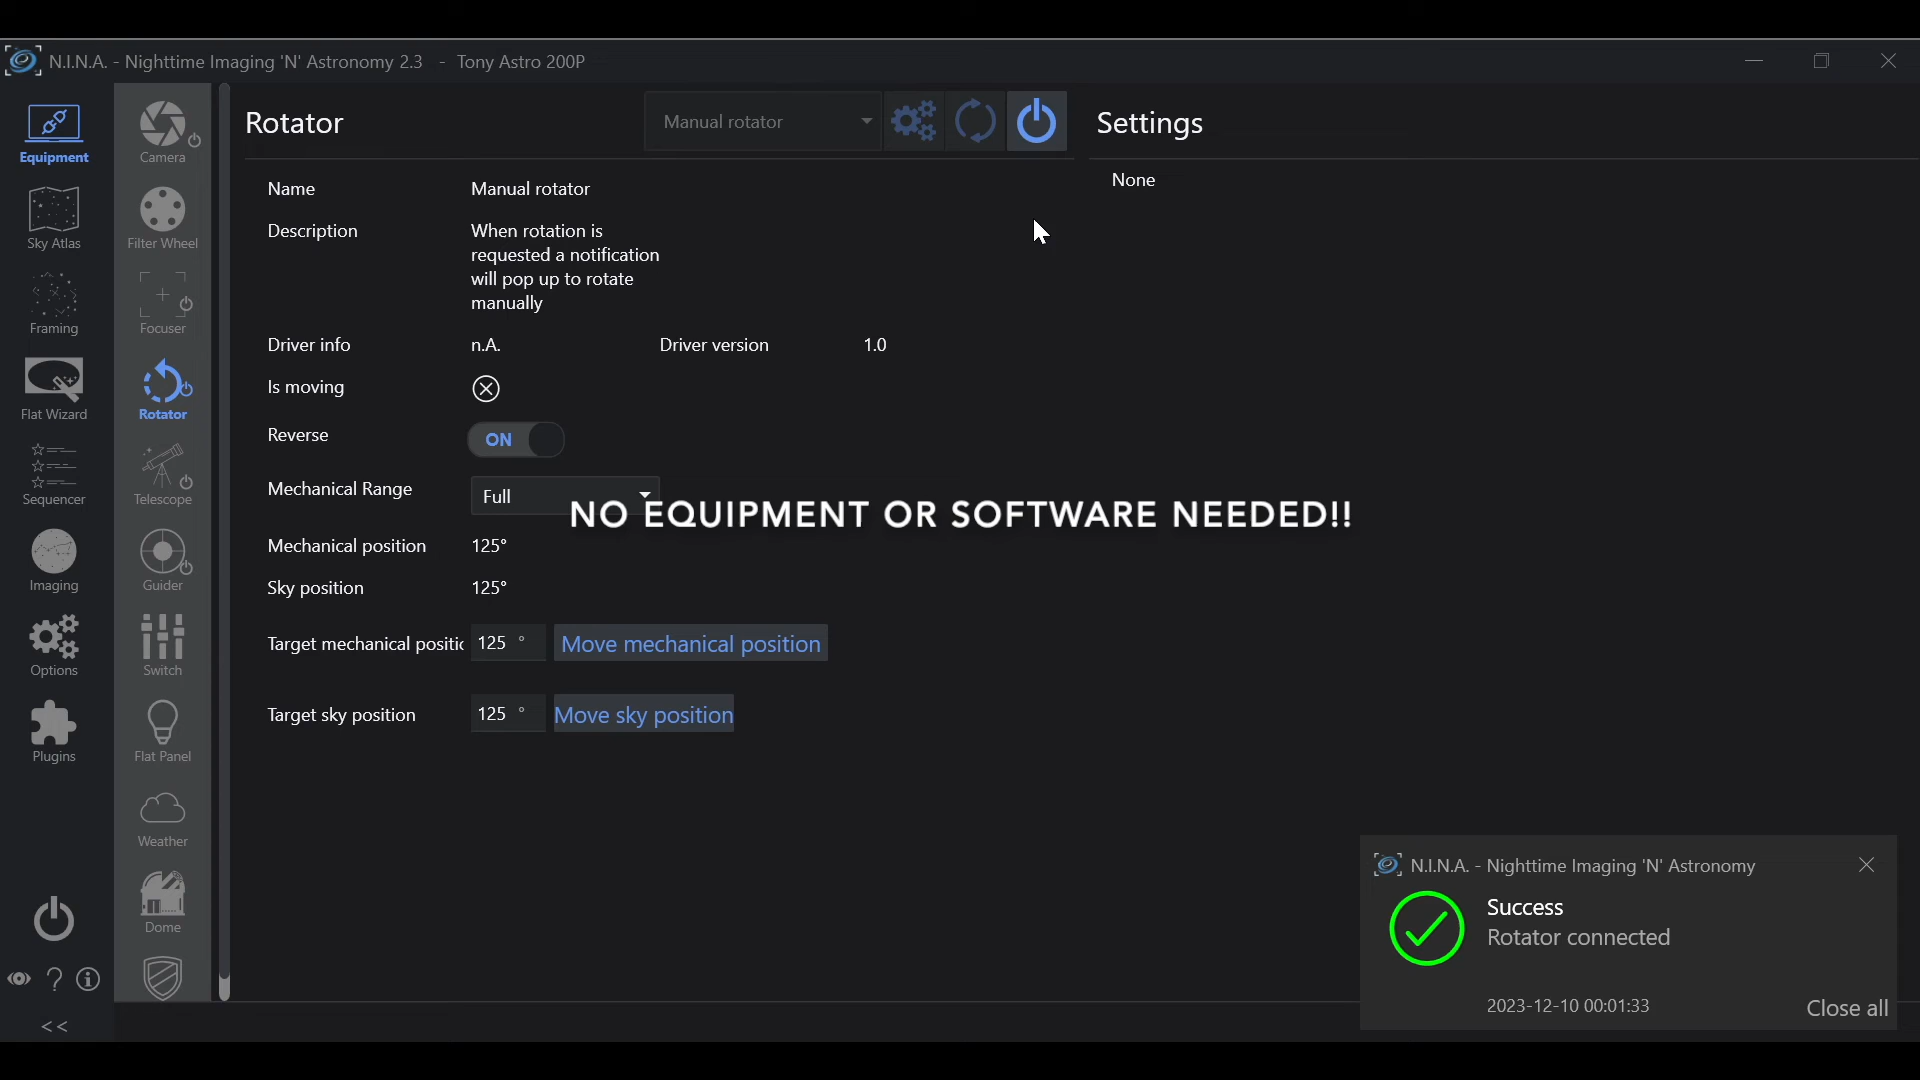 N.I.N.A. - Nighttime Imaging 'N' Astronomy 2.3 - Tony Astro 200P
Equipment
Sky Atlas
Framing
Flat Wizard
Sequencer
Imaging
Options
Plugins
<<
Camera
Filter Wheel
Focuser
Rotator
Telescope
Guider
Switch
Flat Panel
Weather
Dome
Rotator
Manual rotator
Name Manual rotator
Description When rotation is
requested a notification
will pop up to rotate
manually
Driver info n.A. Driver version 1.0
Is moving
Reverse ON
Mechanical Range Full
NO EQUIPMENT OR SOFTWARE NEEDED!!
Mechanical position 125°
Sky position 125°
Target mechanical positic 125 ° Move mechanical position
Target sky position 125 ° Move sky position
Settings
None
N.I.N.A. - Nighttime Imaging 'N' Astronomy
Success
Rotator connected
2023-12-10 00:01:33
Close all